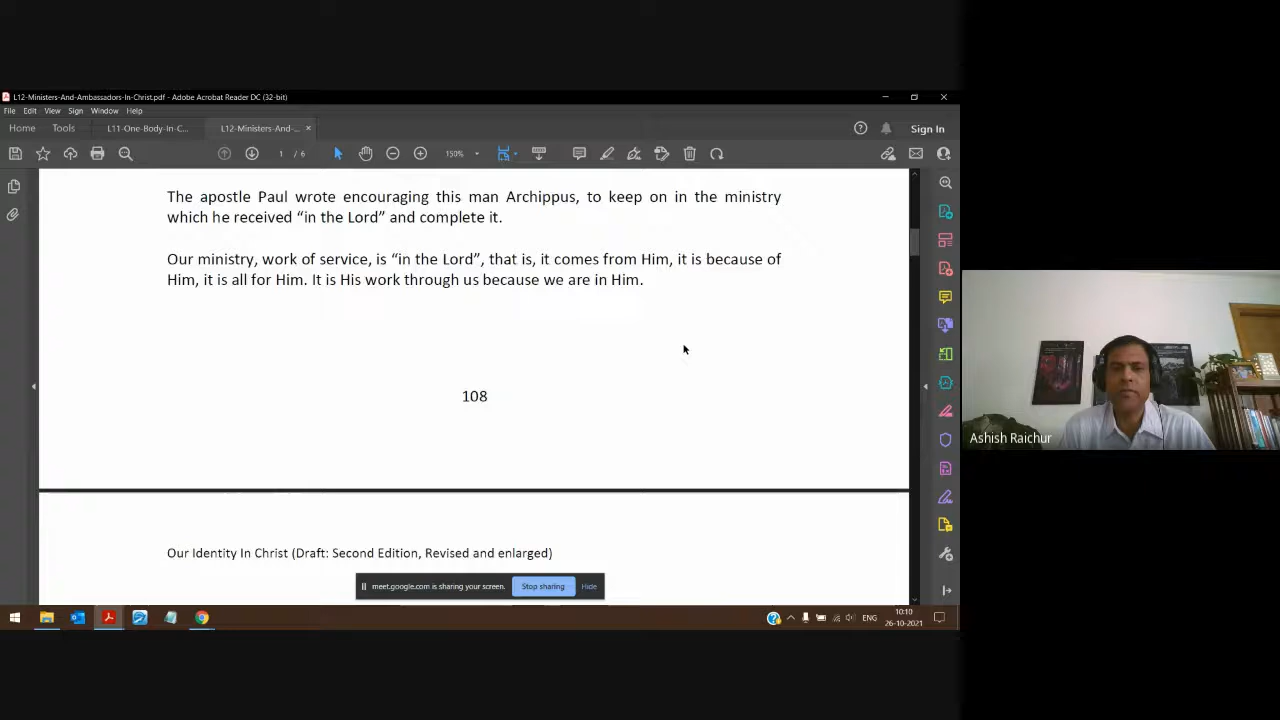 L12-Ministers-And-Ambassadors-In-Christ.pdf - Adobe Acrobat Reader DC (32-bit)
File Edit View Sign Window Help
Home Tools L11-One-Body-In-C... L12-Ministers-And-... × Sign In
1 / 6 150%
The apostle Paul wrote encouraging this man Archippus, to keep on in the ministry
which he received “in the Lord” and complete it.
Our ministry, work of service, is “in the Lord”, that is, it comes from Him, it is because of
Him, it is all for Him. It is His work through us because we are in Him.
108
Our Identity In Christ (Draft: Second Edition, Revised and enlarged)
meet.google.com is sharing your screen. Stop sharing Hide
ENG 10:10
26-10-2021
Ashish Raichur